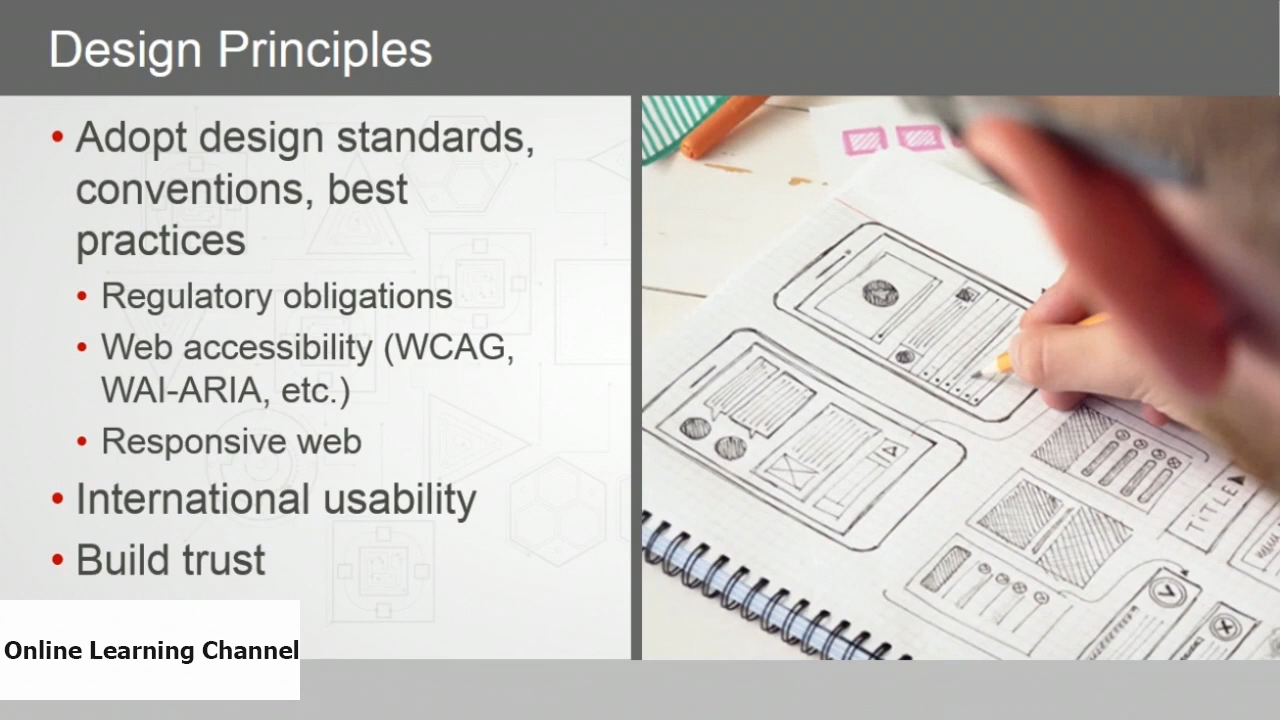 Design Principles
• Adopt design standards,
conventions, best
practices
• Regulatory obligations
• Web accessibility (WCAG,
WAI-ARIA, etc.)
• Responsive web
• International usability
• Build trust
TITLE
Online Learning Channel